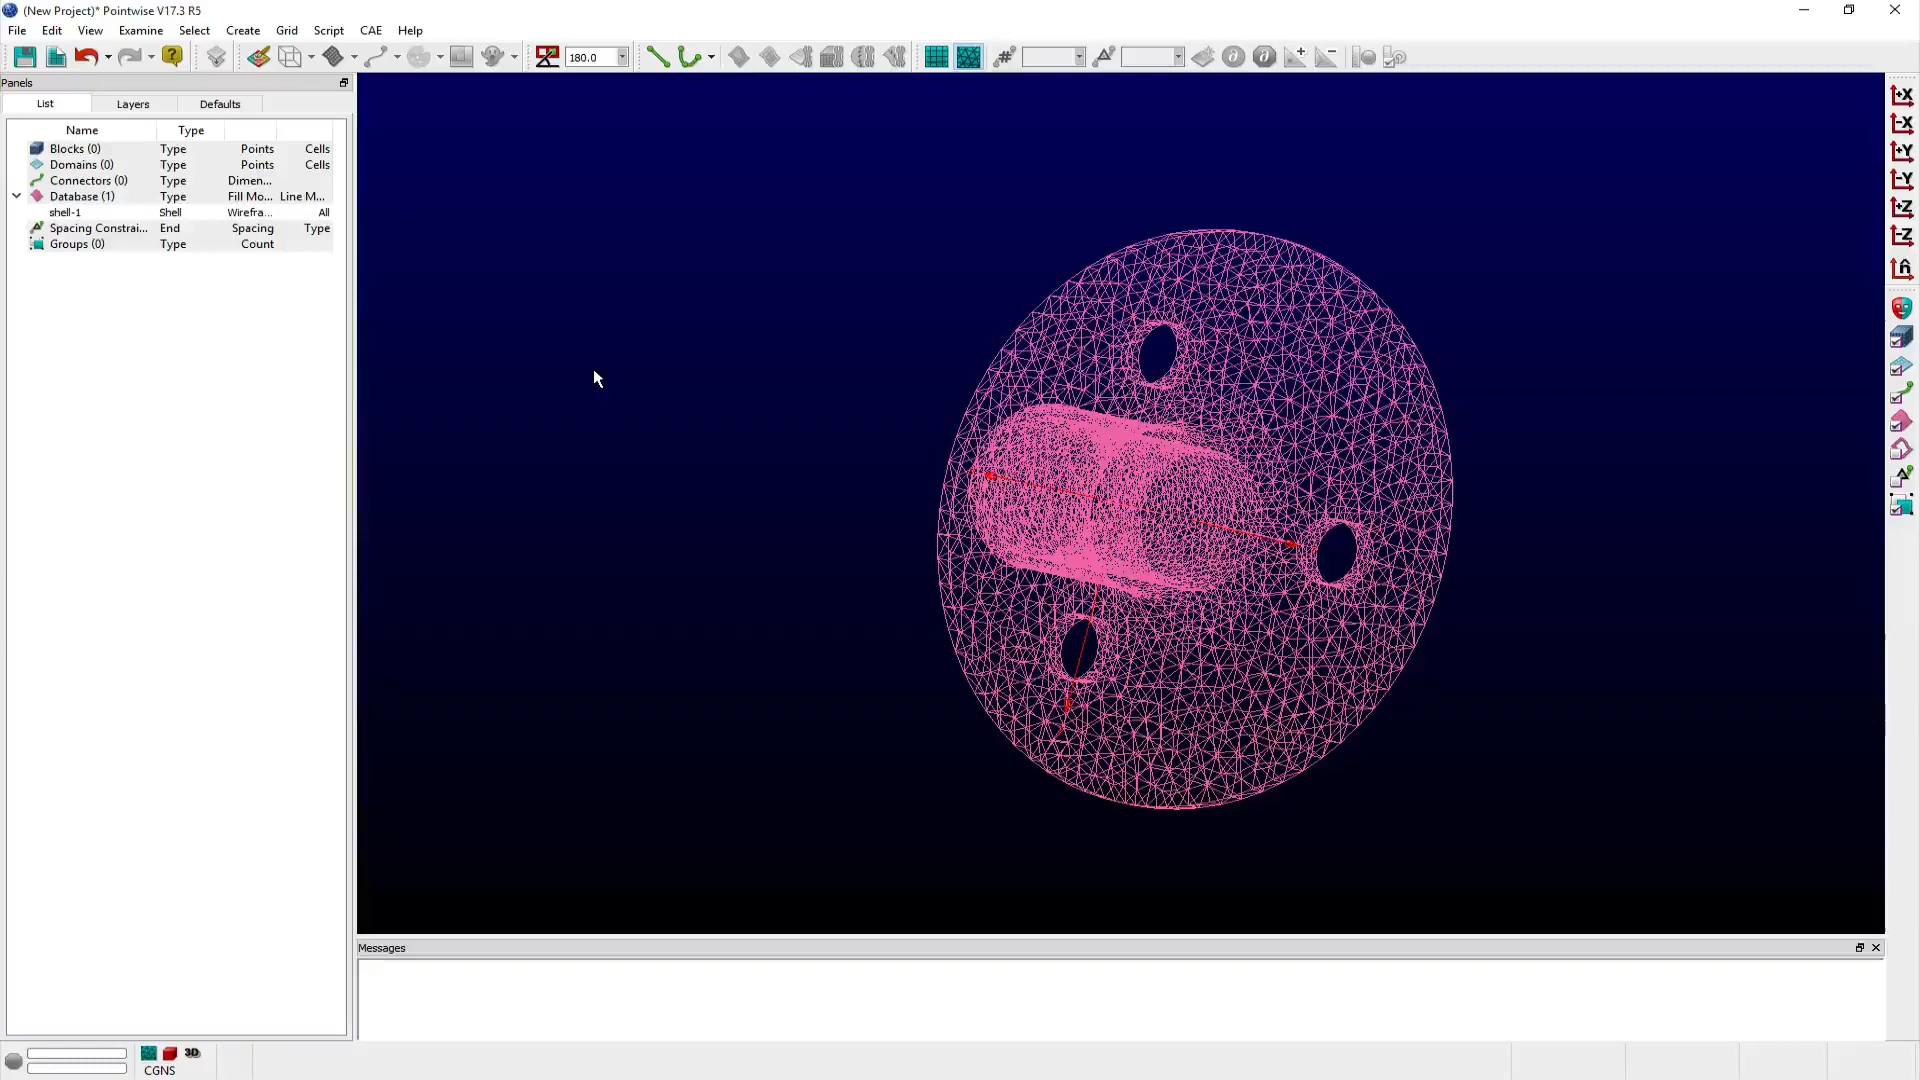 (New Project)* Pointwise V17.3 R5
File Edit View Examine Select Create Grid Script CAE Help
180.0
Panels
List Layers Defaults
Name Type
Blocks (0) Type Points Cells
Domains (0) Type Points Cells
Connectors (0) Type Dimen...
Database (1) Type Fill Mo... Line M...
shell-1 Shell Wirefra... All
Spacing Constrai... End Spacing Type
Groups (0) Type Count
+X
-X
+Y
-Y
+Z
-Z
n̂
Messages
3D
CGNS